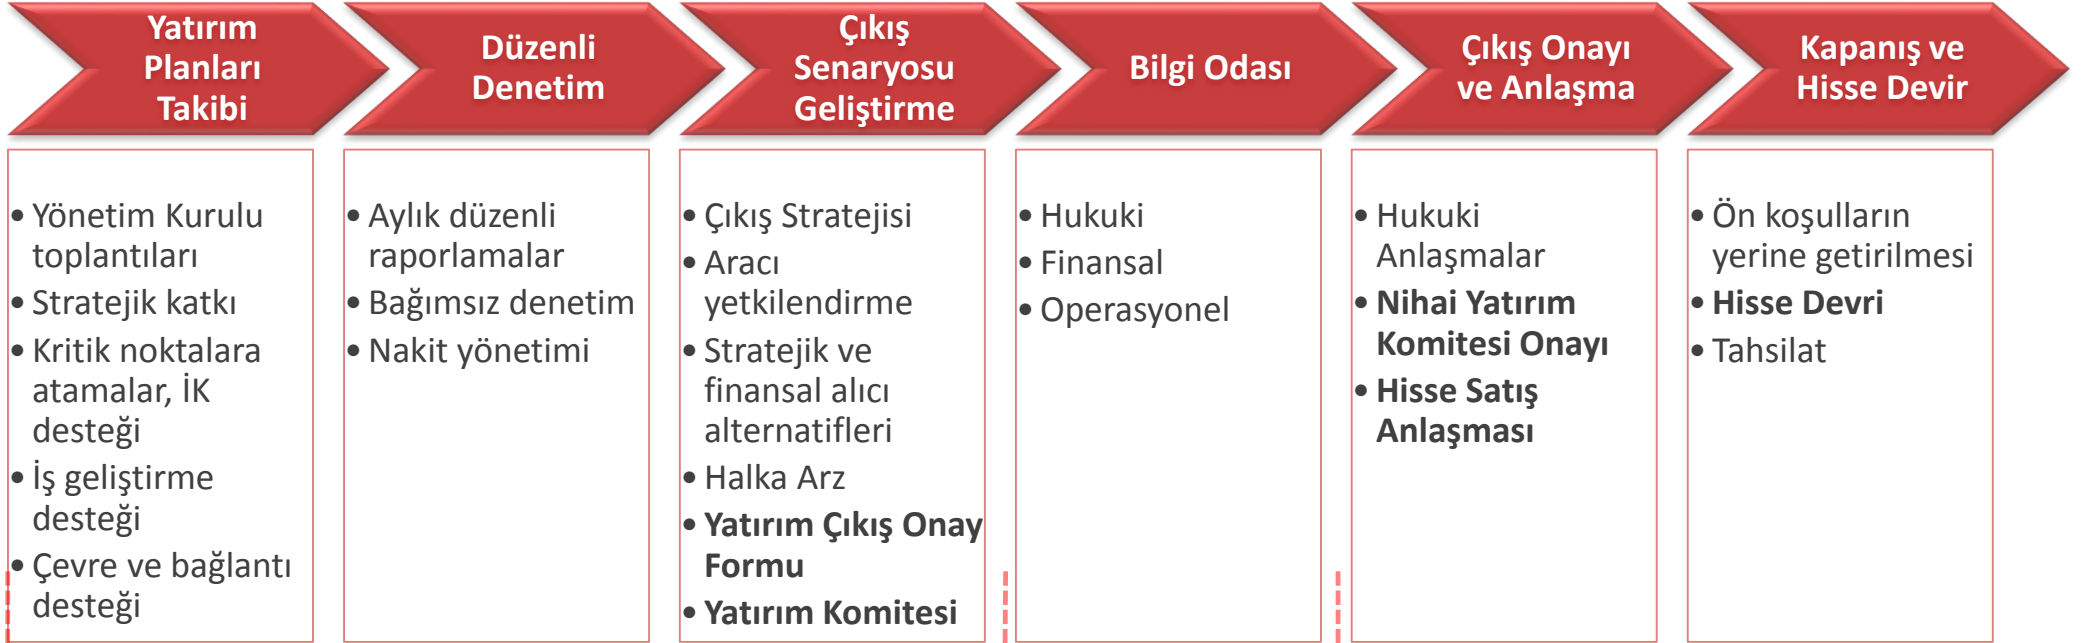 Yatırım
Planları
Takibi
Düzenli
Denetim
Çıkış
Senaryosu
Geliştirme
Bilgi Odası
Çıkış Onayı
ve Anlaşma
Kapanış ve
Hisse Devir
• Yönetim Kurulu
toplantıları
• Stratejik katkı
• Kritik noktalara
atamalar, İK
desteği
• İş geliştirme
desteği
• Çevre ve bağlantı
desteği
• Aylık düzenli
raporlamalar
• Bağımsız denetim
• Nakit yönetimi
• Çıkış Stratejisi
• Aracı
yetkilendirme
• Stratejik ve
finansal alıcı
alternatifleri
• Halka Arz
• Yatırım Çıkış Onay
Formu
• Yatırım Komitesi
• Hukuki
• Finansal
• Operasyonel
• Hukuki
Anlaşmalar
• Nihai Yatırım
Komitesi Onayı
• Hisse Satış
Anlaşması
• Ön koşulların
yerine getirilmesi
• Hisse Devri
• Tahsilat